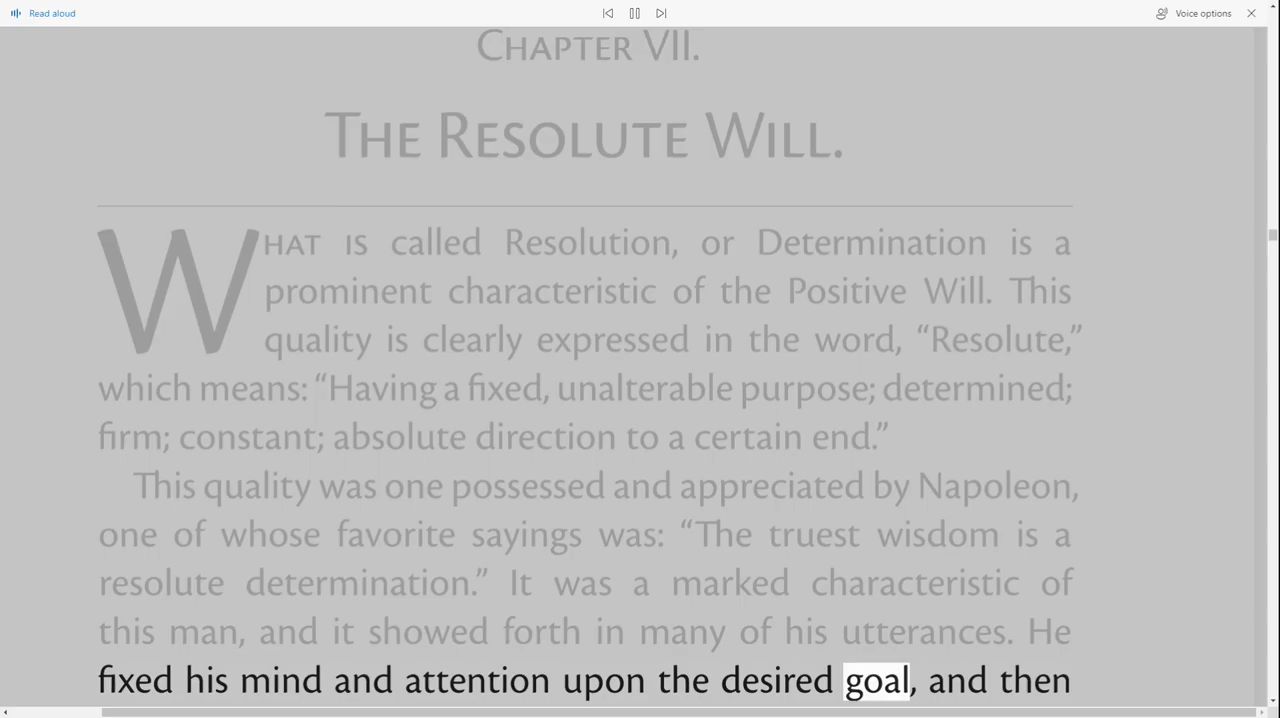 Read aloud
Voice options
CHAPTER VII.
THE RESOLUTE WILL.
WHAT IS called Resolution, or Determination is a
prominent characteristic of the Positive Will. This
quality is clearly expressed in the word, “Resolute,”
which means: “Having a fixed, unalterable purpose; determined;
firm; constant; absolute direction to a certain end.”
This quality was one possessed and appreciated by Napoleon,
one of whose favorite sayings was: “The truest wisdom is a
resolute determination.” It was a marked characteristic of
this man, and it showed forth in many of his utterances. He
fixed his mind and attention upon the desired goal, and then